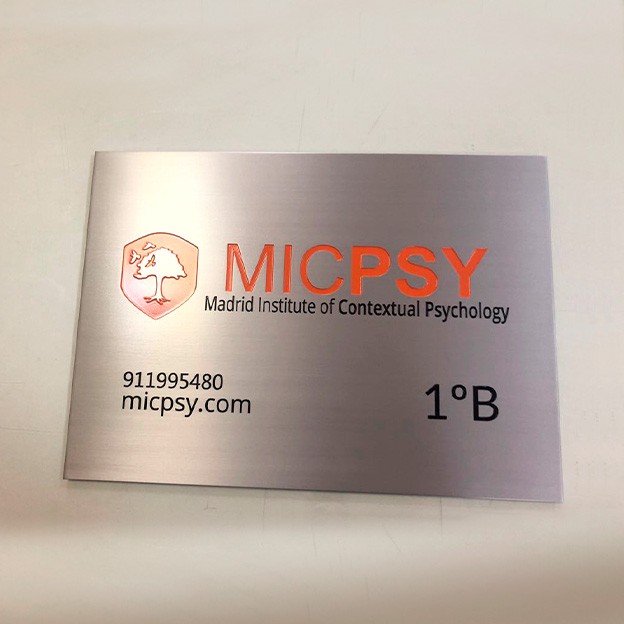 MICPSY
Madrid Institute of Contextual Psychology
911995480
micpsy.com
1ºB